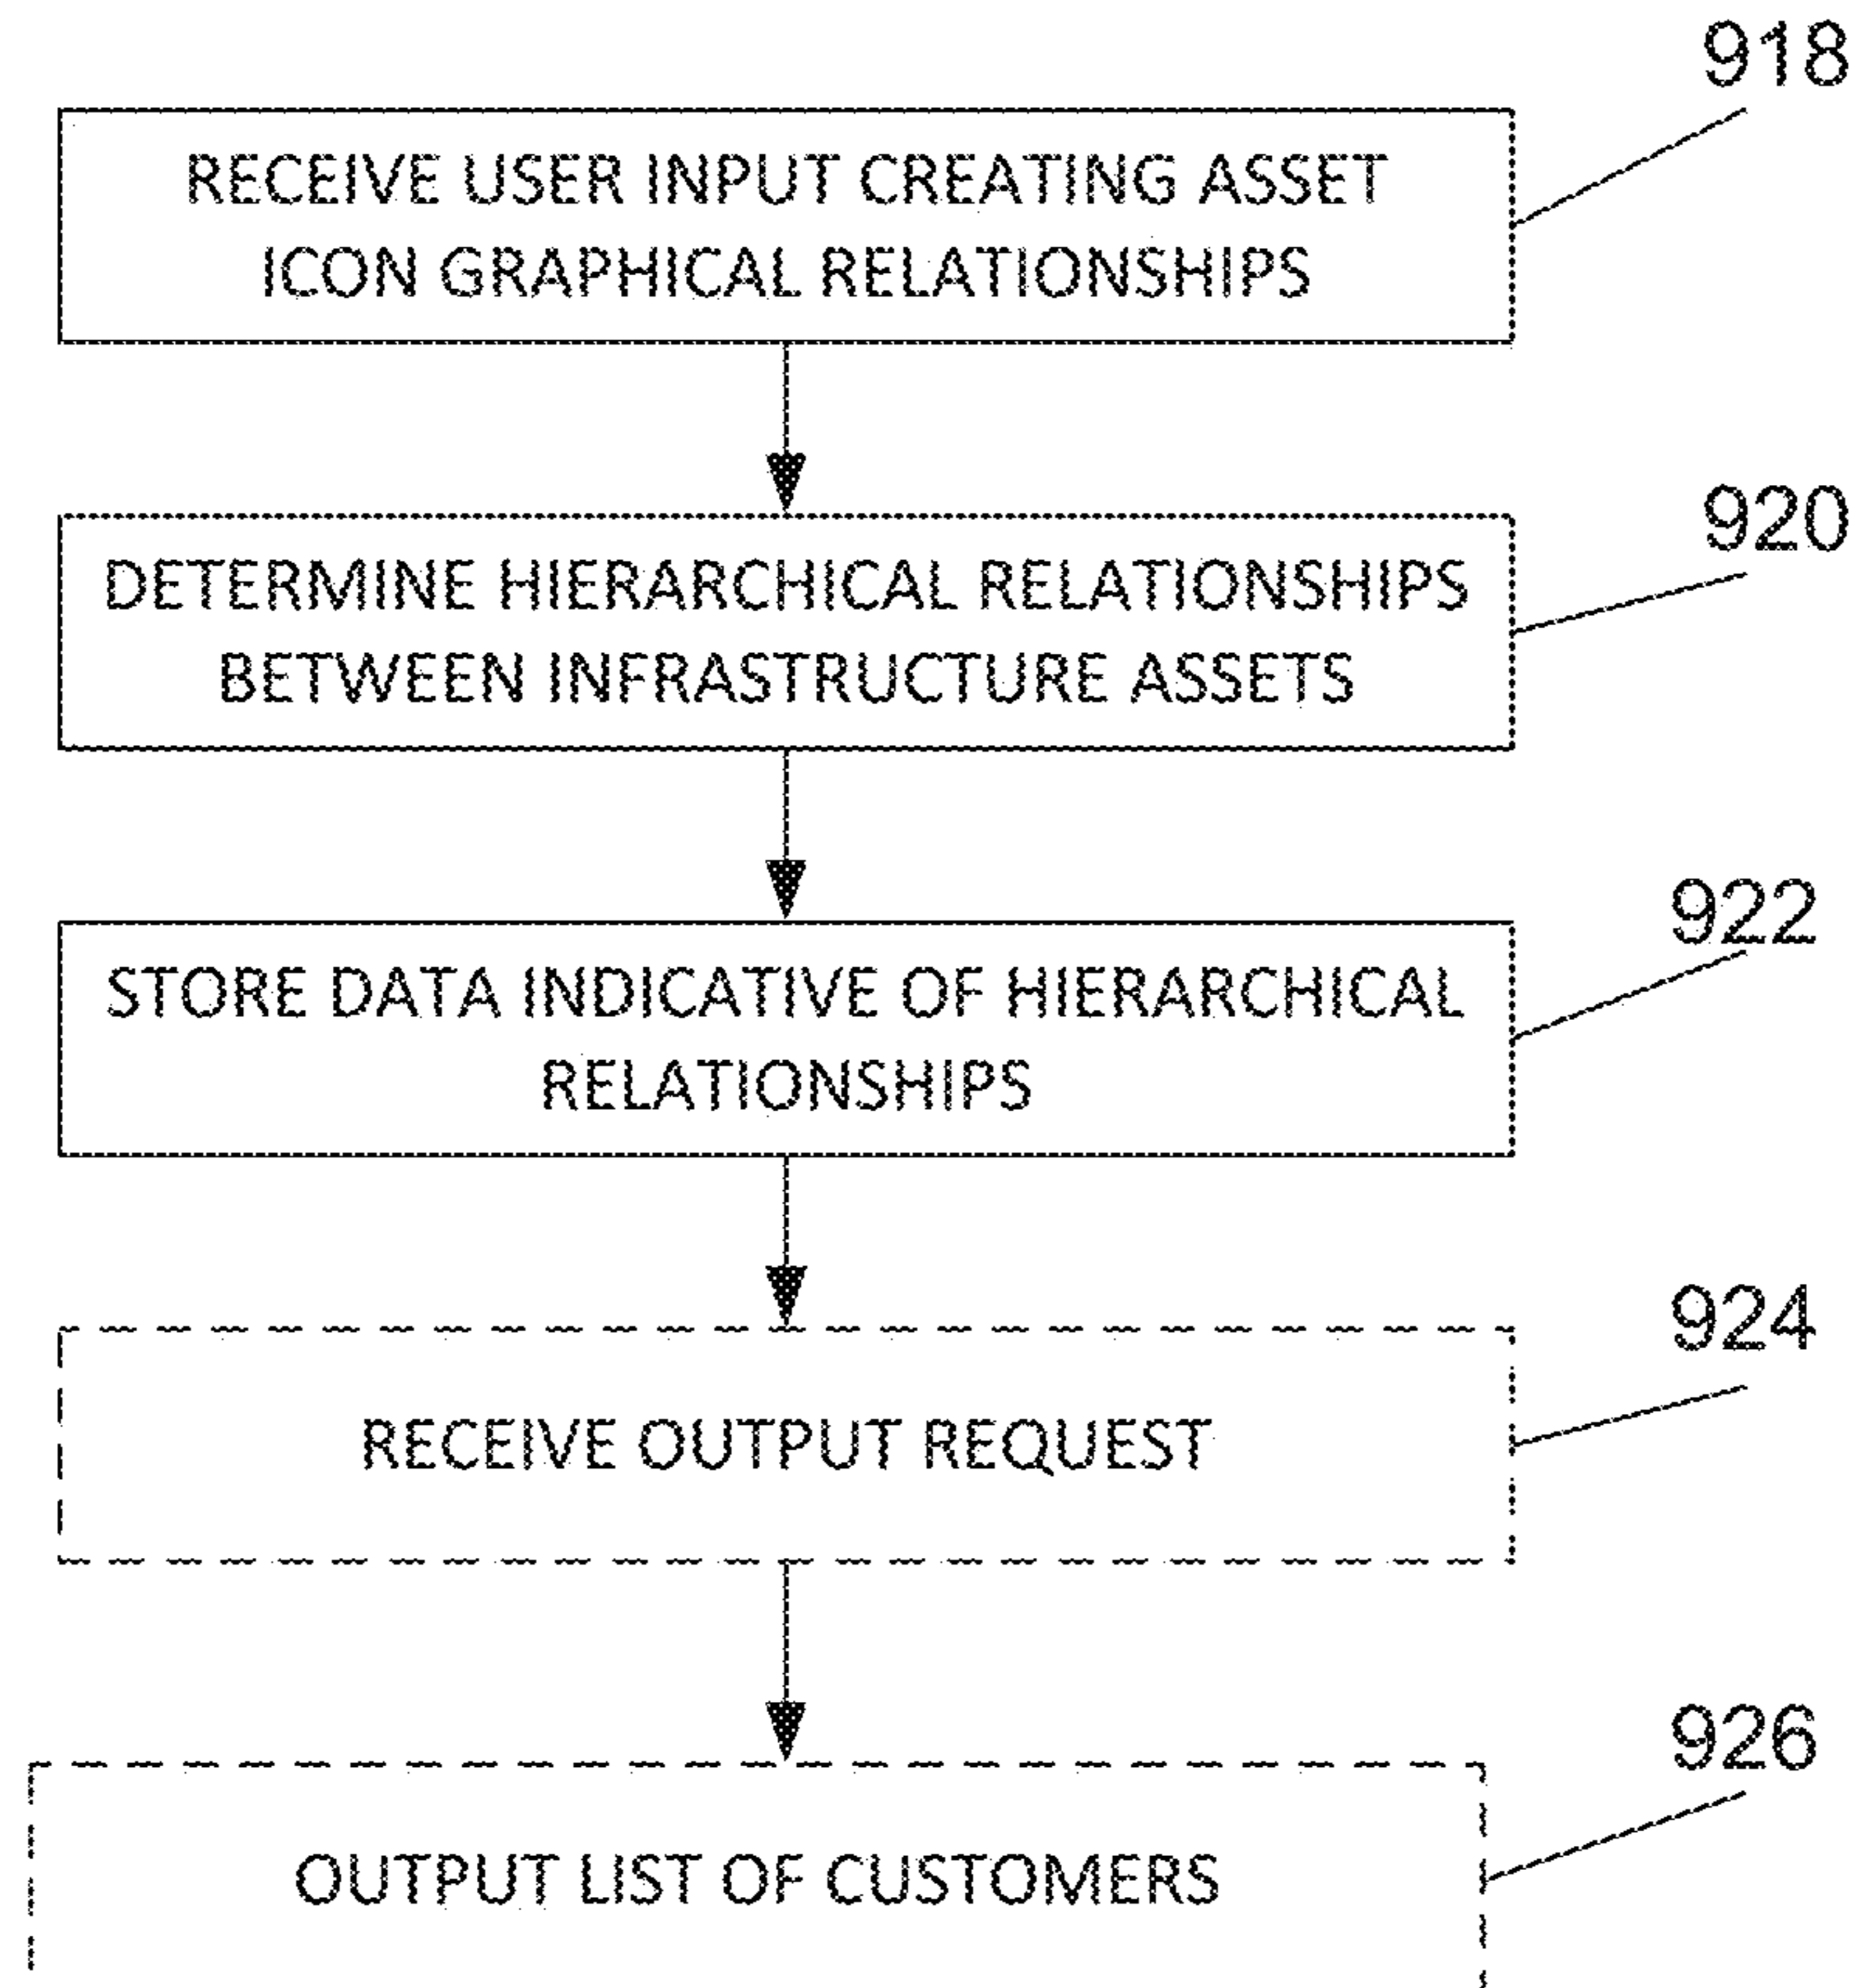 918
RECEIVE USER INPUT CREATING ASSET
ICON GRAPHICAL RELATIONSHIPS
920
DETERMINE HIERARCHICAL RELATIONSHIPS
BETWEEN INFRASTRUCTURE ASSETS
922
STORE DATA INDICATIVE OF HIERARCHICAL
RELATIONSHIPS
924
RECEIVE OUTPUT REQUEST
926
OUTPUT LIST OF CUSTOMERS